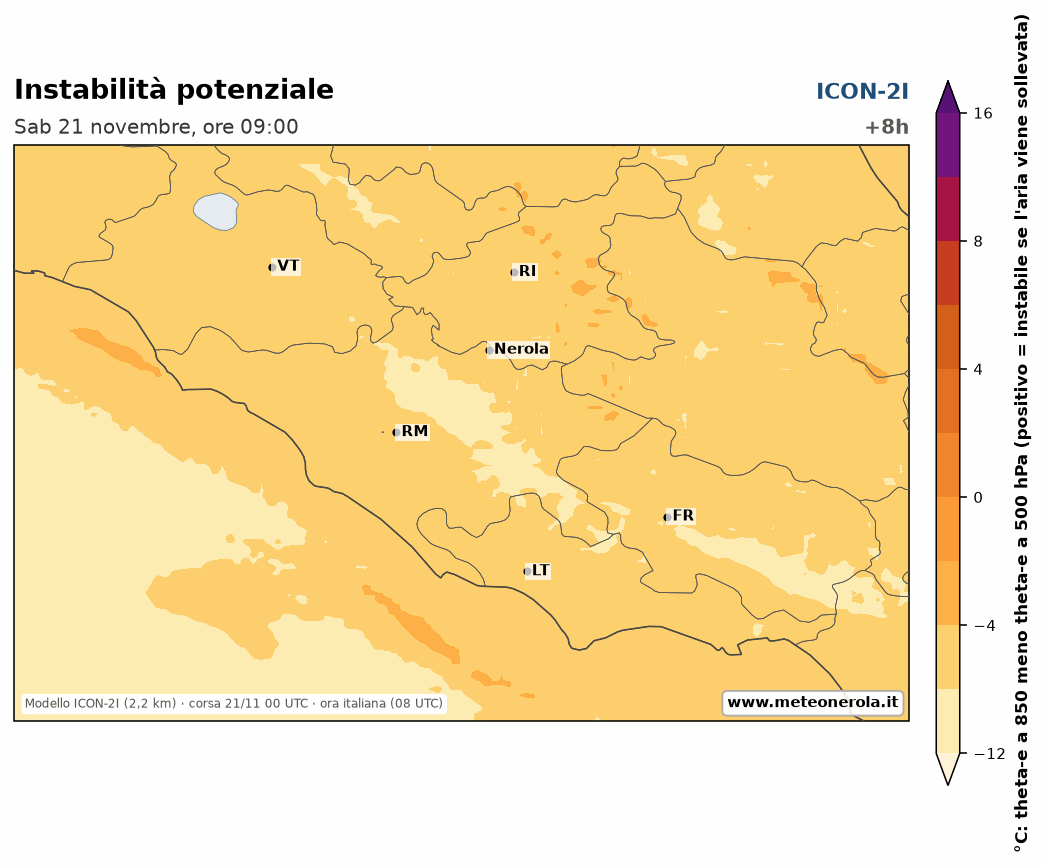 Instabilità potenziale
ICON-2I
Sab 21 novembre, ore 09:00
+8h
VT
RI
Nerola
RM
FR
LT
Modello ICON-2I (2,2 km) · corsa 21/11 00 UTC · ora italiana (08 UTC)
www.meteonerola.it
16
8
4
0
−4
−12
°C: theta-e a 850 meno theta-e a 500 hPa (positivo = instabile se l'aria viene sollevata)